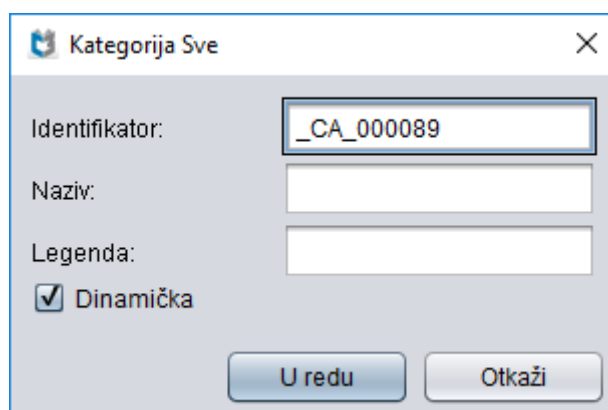 Kategorija Sve
Identifikator: _CA_000089
Naziv:
Legenda:
Dinamička
U redu Otkaži